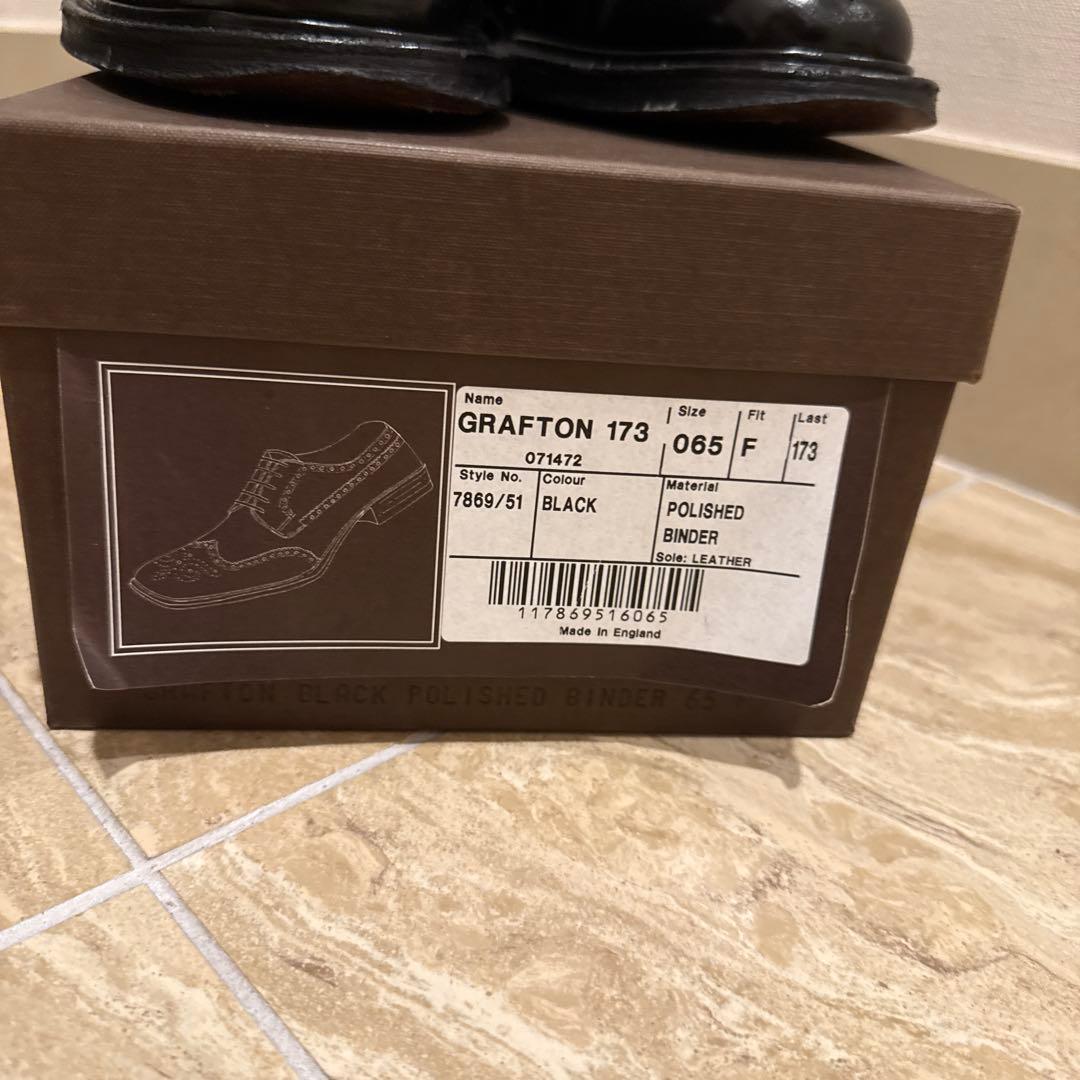 Name
GRAFTON 173
071472
Size
065
Fit
F
Last
173
Style No.
7869/51
Colour
BLACK
Material
POLISHED
BINDER
Sole: LEATHER
117869516065
Made In England
GRAFTON BLACK POLISHED BINDER 65 F